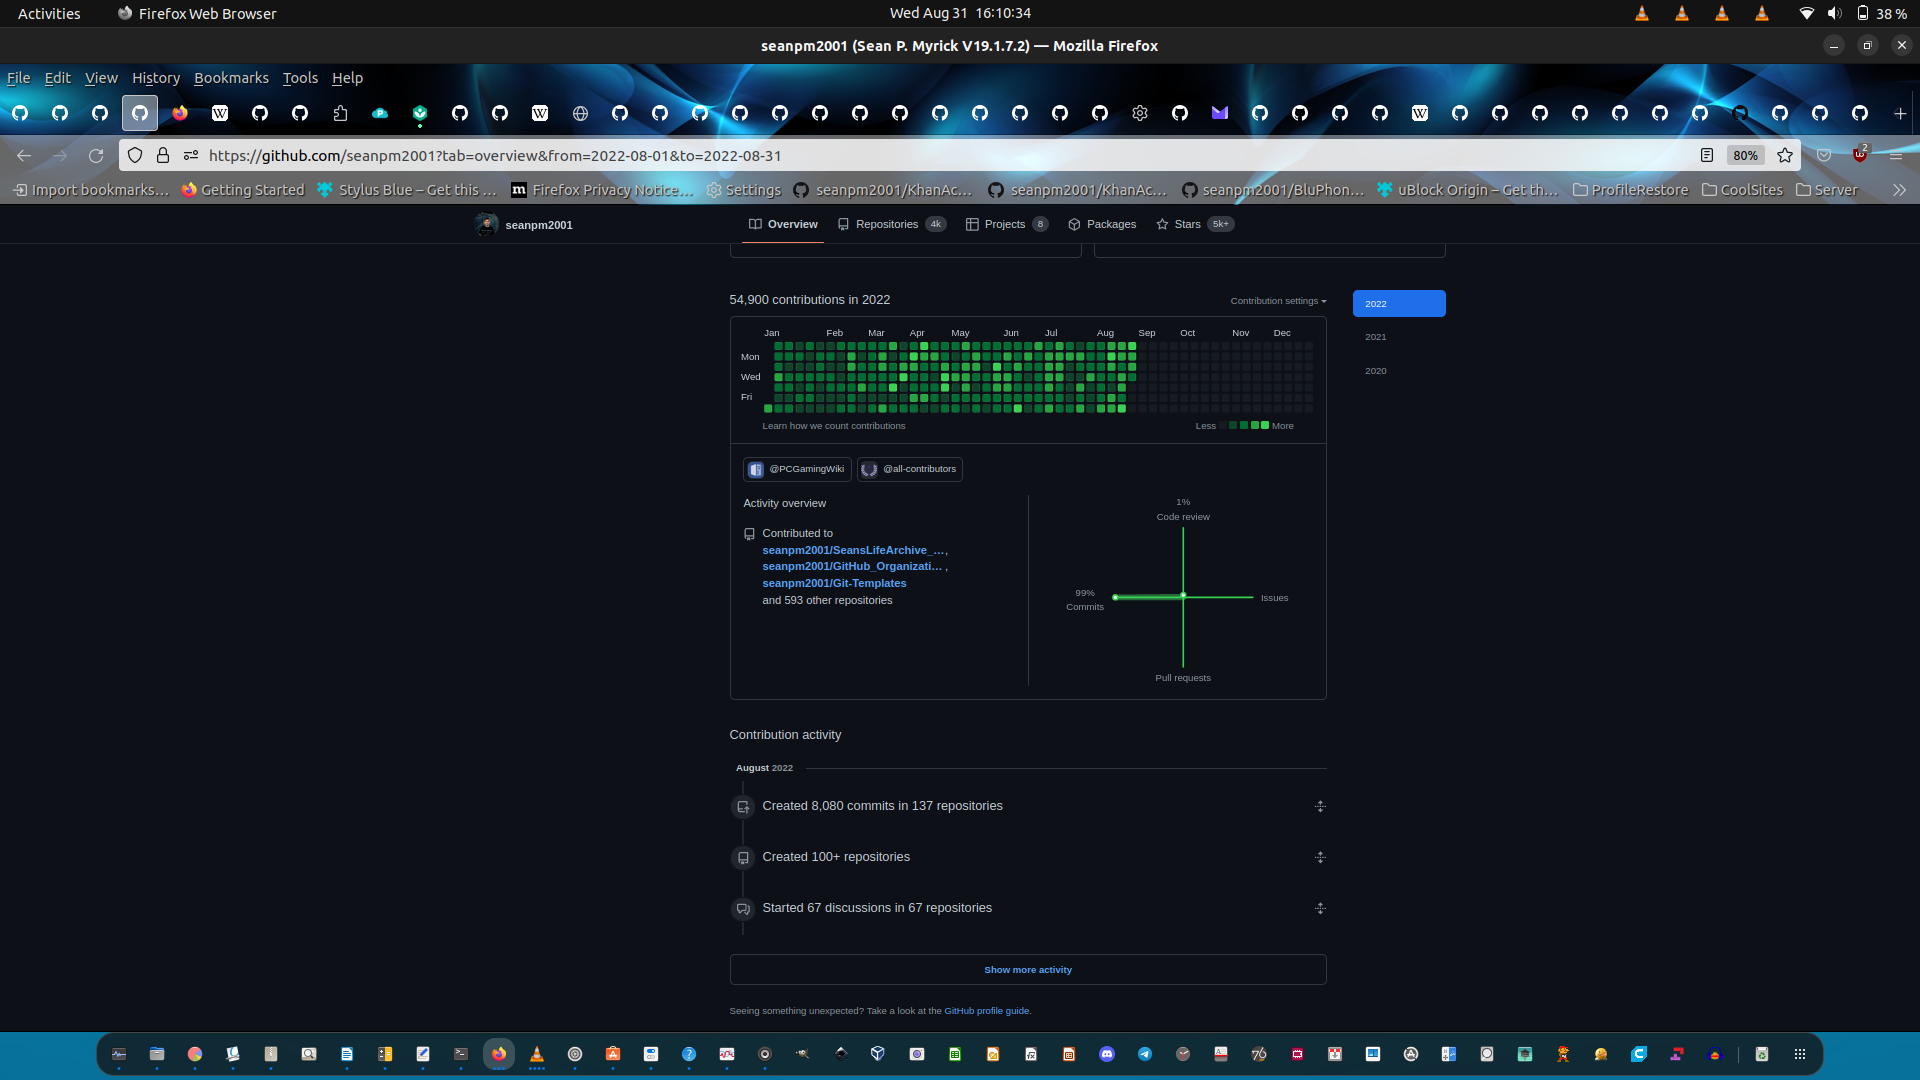 Activities
Firefox Web Browser
Wed Aug 31 16:10:34
38 %
seanpm2001 (Sean P. Myrick V19.1.7.2) — Mozilla Firefox
File Edit View History Bookmarks Tools Help
https://github.com/seanpm2001?tab=overview&from=2022-08-01&to=2022-08-31
80%
2
Import bookmarks…
Getting Started
Stylus Blue – Get this …
Firefox Privacy Notice…
Settings
seanpm2001/KhanAc…
seanpm2001/KhanAc…
seanpm2001/BluPhon…
uBlock Origin – Get th…
ProfileRestore
CoolSites
Server
seanpm2001
Overview
Repositories 4k
Projects 8
Packages
Stars 5k+
54,900 contributions in 2022
Contribution settings
2022
2021
2020
Jan Feb Mar Apr May Jun Jul Aug Sep Oct Nov Dec
Mon
Wed
Fri
Learn how we count contributions
Less More
@PCGamingWiki
@all-contributors
Activity overview
Contributed to
seanpm2001/SeansLifeArchive_…,
seanpm2001/GitHub_Organizati… ,
seanpm2001/Git-Templates
and 593 other repositories
1%
Code review
99%
Commits
Issues
Pull requests
Contribution activity
August 2022
Created 8,080 commits in 137 repositories
Created 100+ repositories
Started 67 discussions in 67 repositories
Show more activity
Seeing something unexpected? Take a look at the GitHub profile guide.